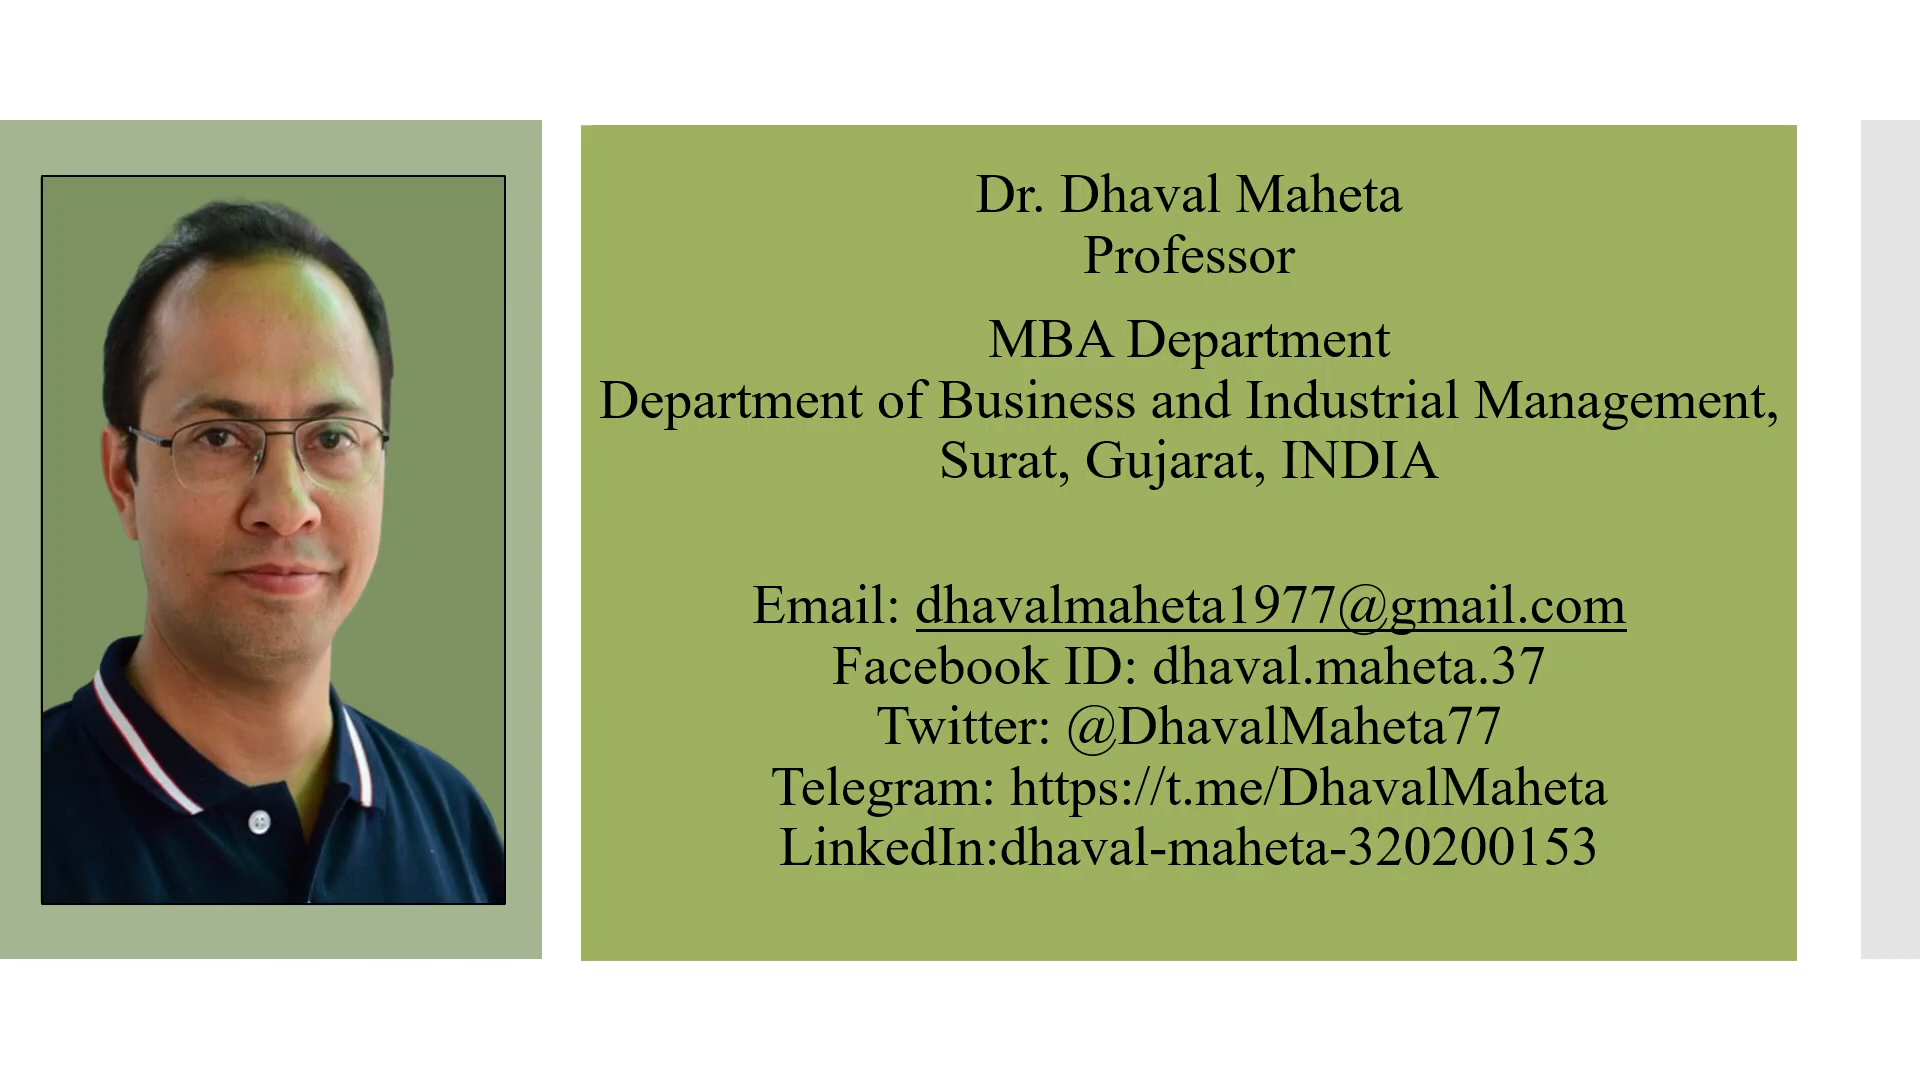 Dr. Dhaval Maheta
Professor
MBA Department
Department of Business and Industrial Management,
Surat, Gujarat, INDIA
Email: dhavalmaheta1977@gmail.com
Facebook ID: dhaval.maheta.37
Twitter: @DhavalMaheta77
Telegram: https://t.me/DhavalMaheta
LinkedIn:dhaval-maheta-320200153